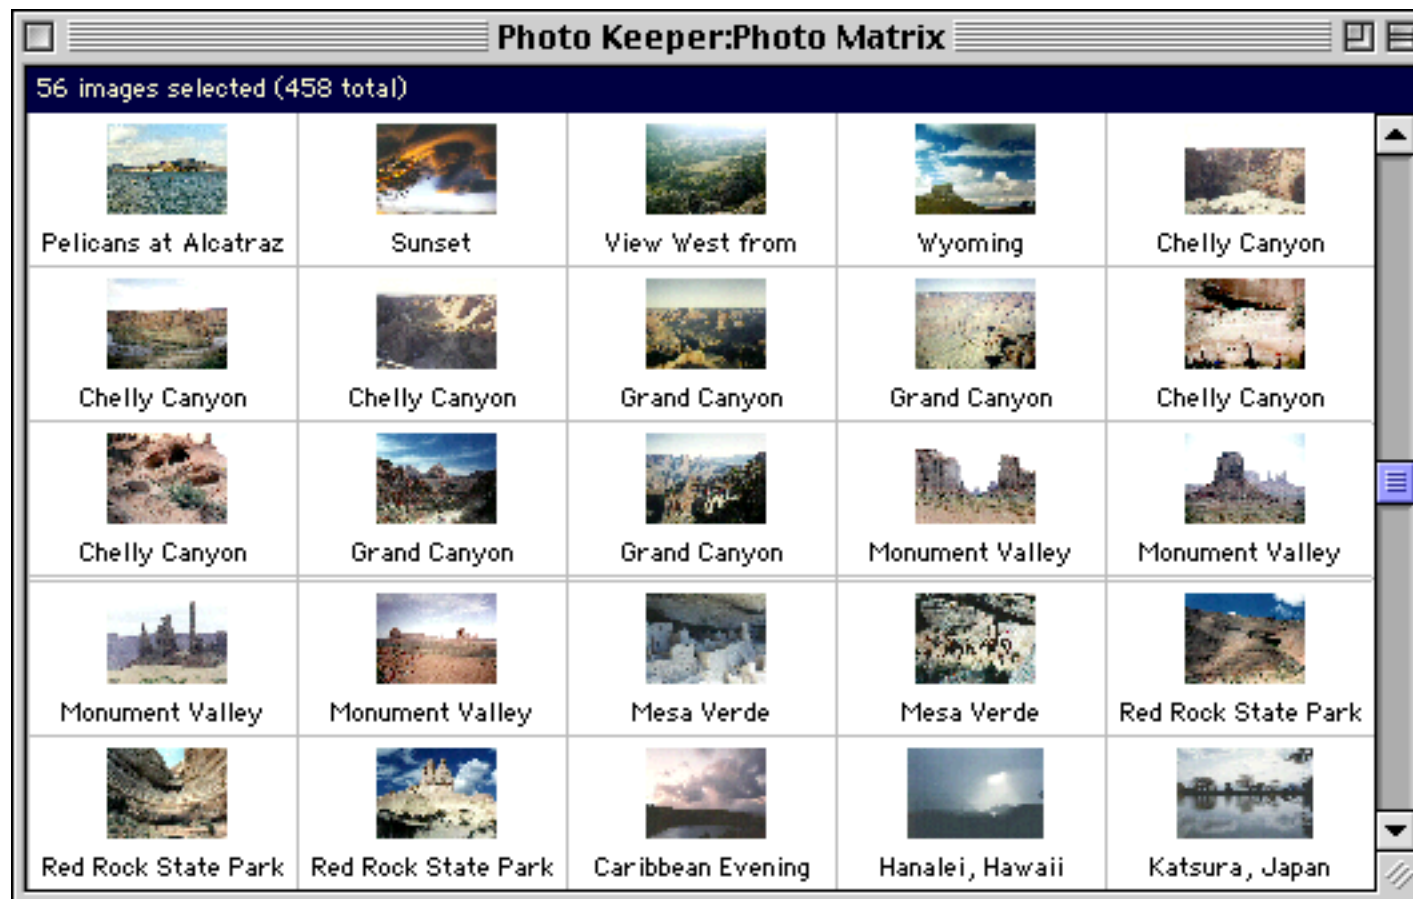 Photo Keeper:Photo Matrix
56 images selected (458 total)
Pelicans at Alcatraz
Sunset
View West from
Wyoming
Chelly Canyon
Chelly Canyon
Chelly Canyon
Grand Canyon
Grand Canyon
Chelly Canyon
Chelly Canyon
Grand Canyon
Grand Canyon
Monument Valley
Monument Valley
Monument Valley
Monument Valley
Mesa Verde
Mesa Verde
Red Rock State Park
Red Rock State Park
Red Rock State Park
Caribbean Evening
Hanalei, Hawaii
Katsura, Japan